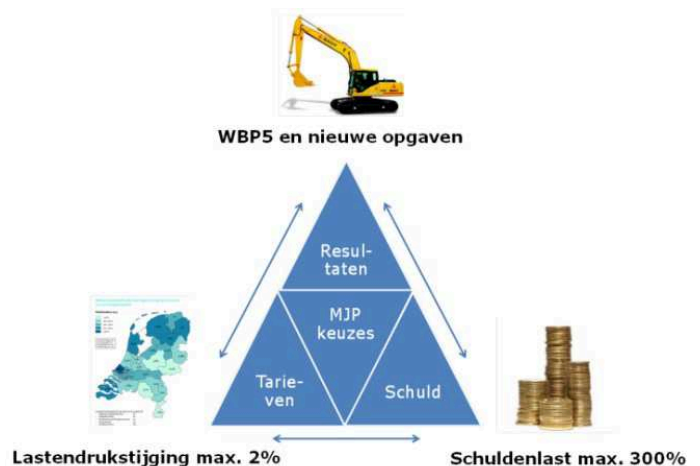 WBP5 en nieuwe opgaven
Resul-
taten
MJP
keuzes
Tarie-
ven
Schuld
Lastendrukstijging max. 2%
Schuldenlast max. 300%